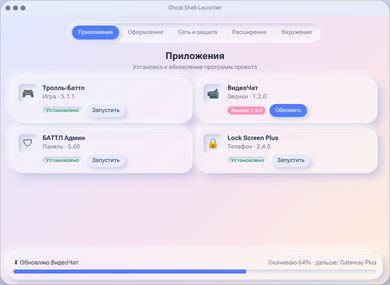 Ghost Shell Launcher
Приложения Оформление Сеть и защита Расширения Окружение
Приложения
Установка и обновление программ проекта
Тролль-Баттл
Игра · 5.7.1
Установлено Запустить
ВидеоЧат
Звонки · 1.2.0
Вышла 1.3.0 Обновить
БАТТЛ Админ
Панель · 5.60
Установлено Запустить
Lock Screen Plus
Телефон · 2.4.0
Установлено Запустить
⬇ Обновляю ВидеоЧат
Скачиваю 64% · дальше: Gateway Plus